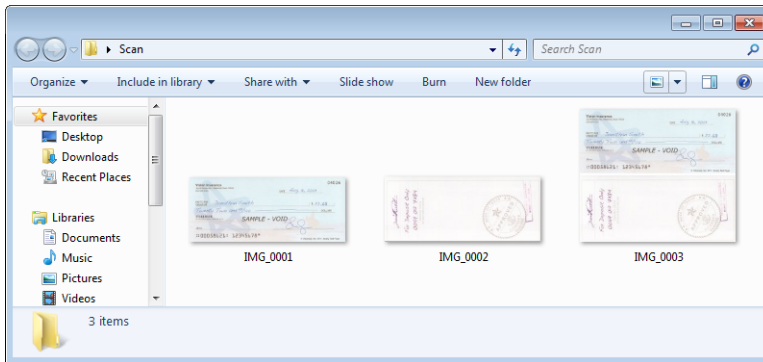 Scan
Search Scan
Organize
Include in library
Share with
Slide show
Burn
New folder
Favorites
Desktop
Downloads
Recent Places
Libraries
Documents
Music
Pictures
Videos
SAMPLE - VOID
SAMPLE - VOID
IMG_0001
IMG_0002
IMG_0003
3 items